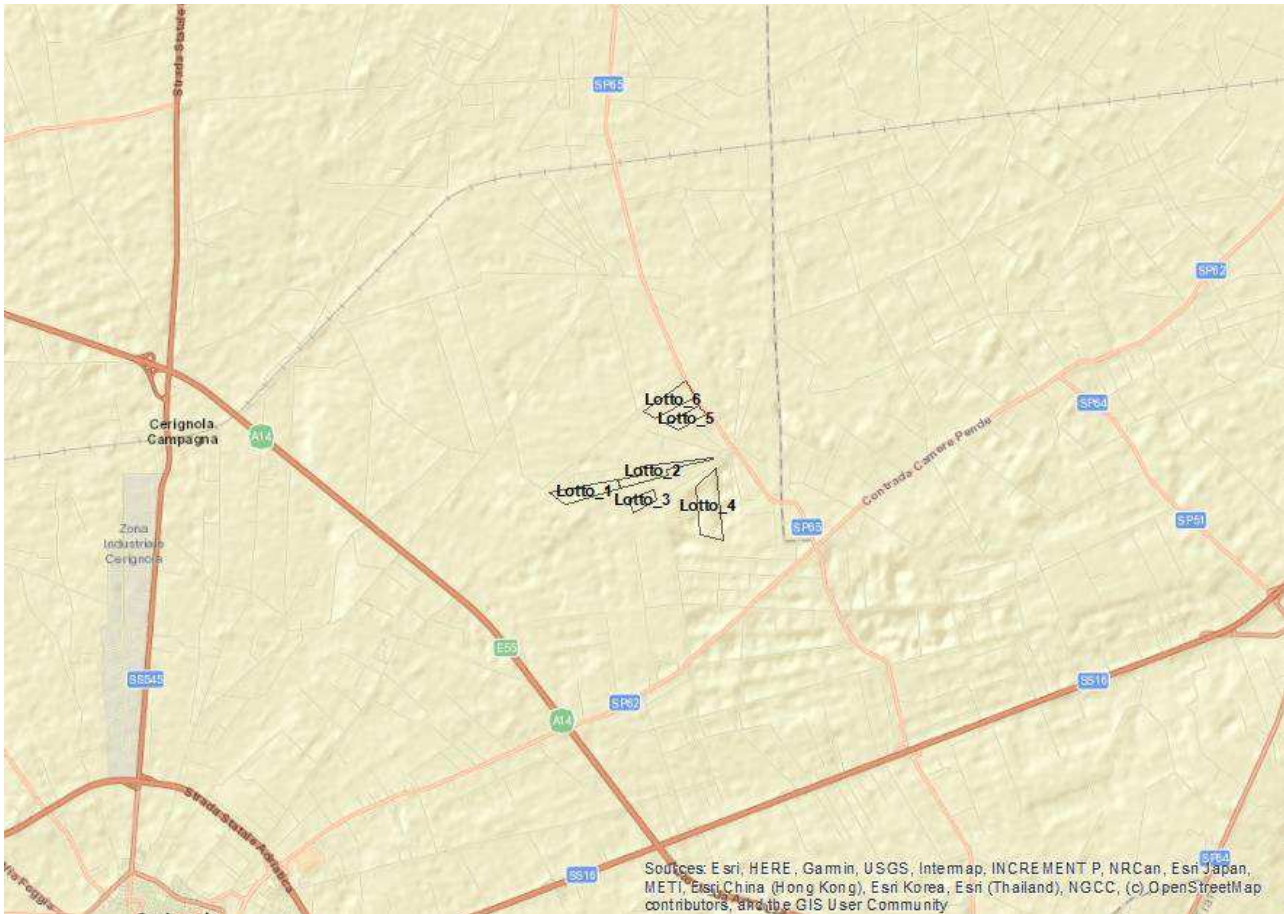 Strada Statale
SP65
SP62
Lotto_6
Lotto_5
SP64
Cerignola
Campagna
A14
Contrada Camere Pende
Lotto_2
Lotto_1
Lotto_3
Lotto_4
SP65
SP51
Zona
Industriale
Cerignola
E55
SS545
SS16
SP62
A14
Strada Statale Adriatica
Via Foggia
SS16
SP64
Sources: Esri, HERE, Garmin, USGS, Intermap, INCREMENT P, NRCan, Esri Japan,
METI, Esri China (Hong Kong), Esri Korea, Esri (Thailand), NGCC, (c) OpenStreetMap
contributors, and the GIS User Community